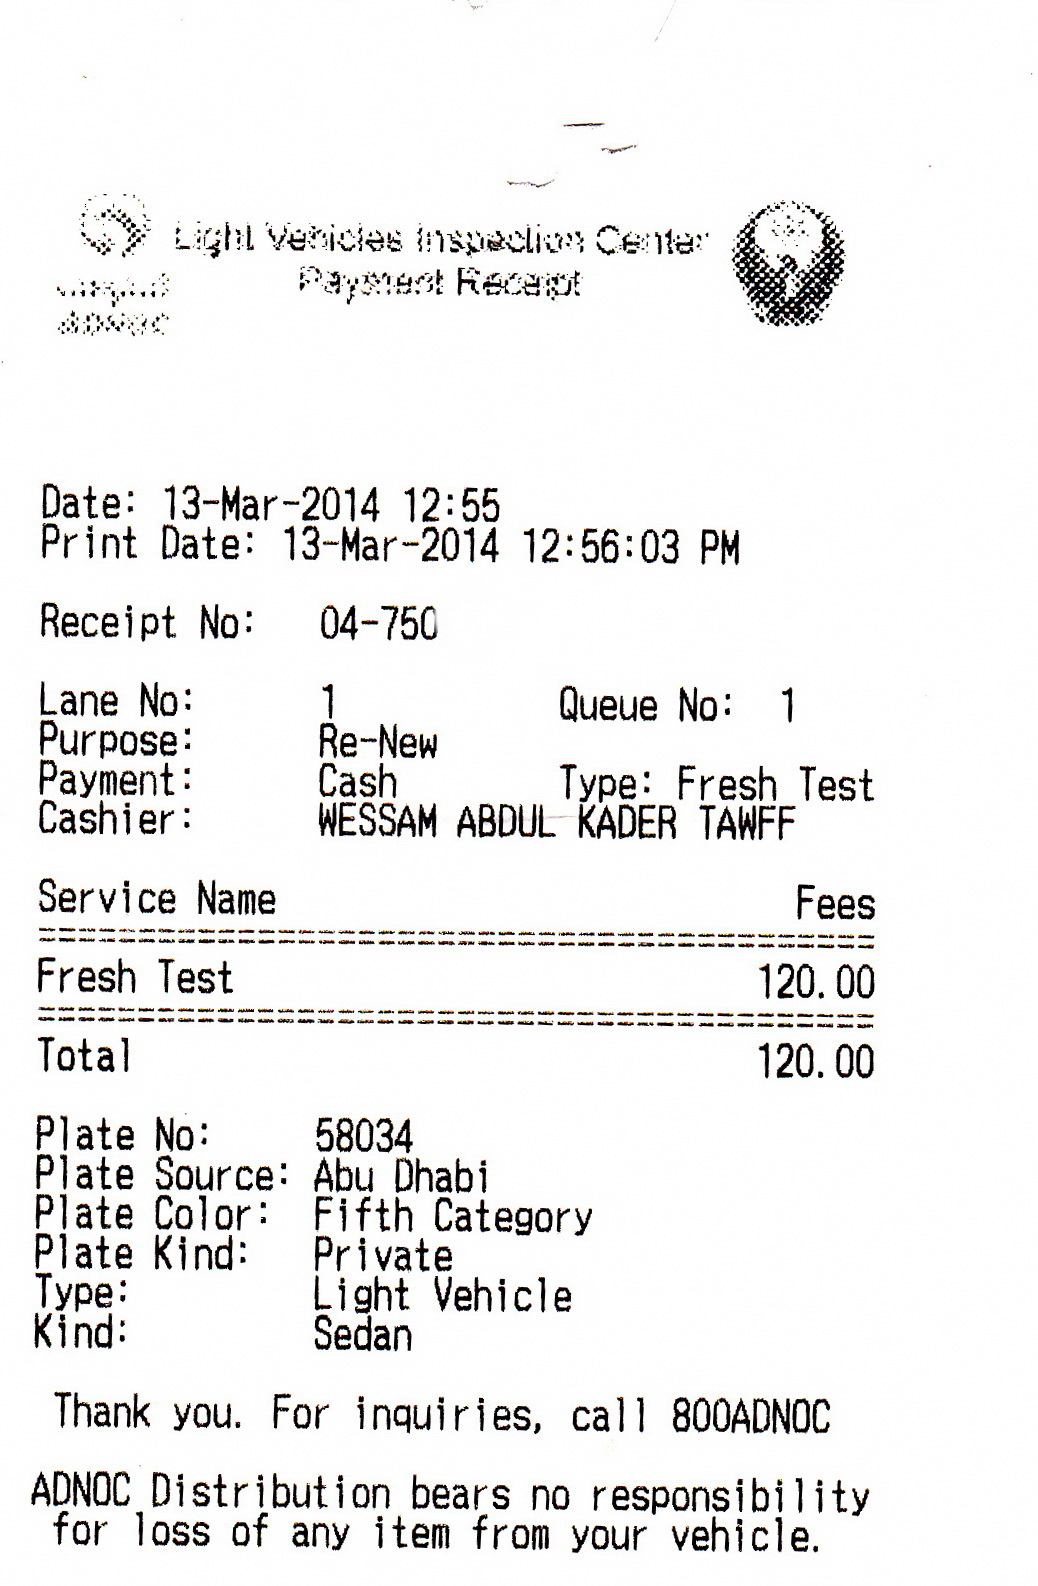 Light Vehicles Inspection Center
Payment Receipt
ADNOC
Date: 13-Mar-2014 12:55
Print Date: 13-Mar-2014 12:56:03 PM
Receipt No: 04-750
Lane No: 1 Queue No: 1
Purpose: Re-New
Payment: Cash Type: Fresh Test
Cashier: WESSAM ABDUL KADER TAWFF
Service Name Fees
Fresh Test 120.00
Total 120.00
Plate No: 58034
Plate Source: Abu Dhabi
Plate Color: Fifth Category
Plate Kind: Private
Type: Light Vehicle
Kind: Sedan
Thank you. For inquiries, call 800ADNOC
ADNOC Distribution bears no responsibility
for loss of any item from your vehicle.